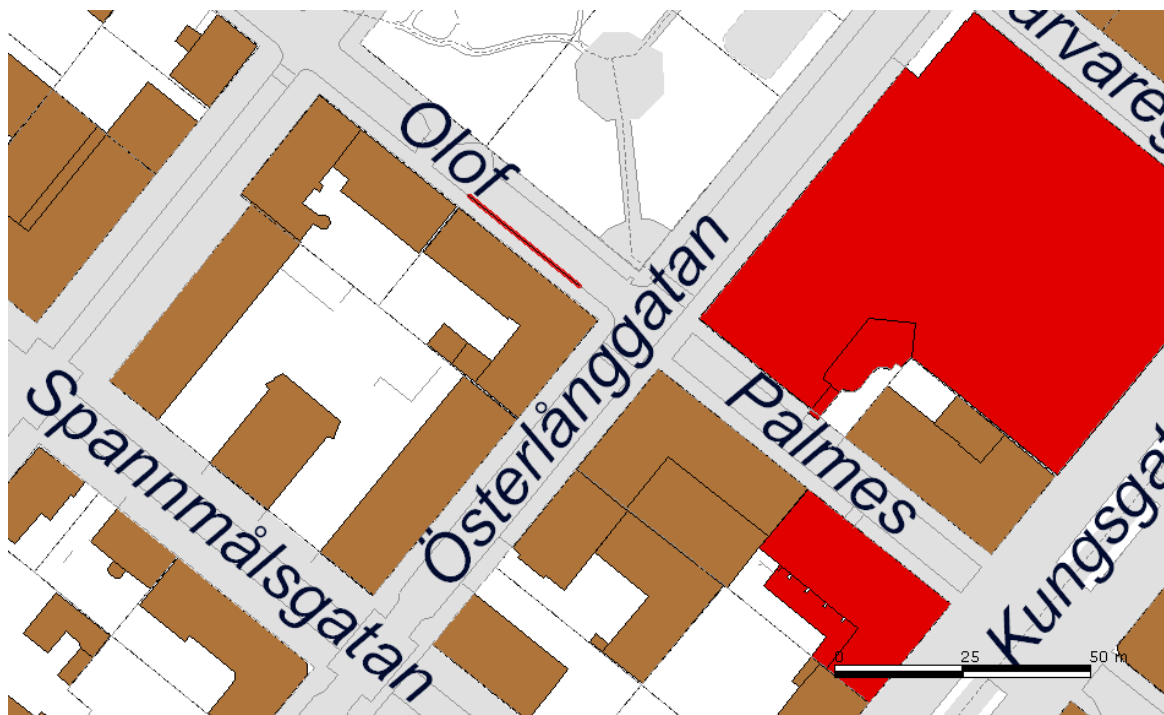 arvareg
Olof
Österlånggatan
Palmes
Spannmålsgatan
Kungsgat
0 25 50 m